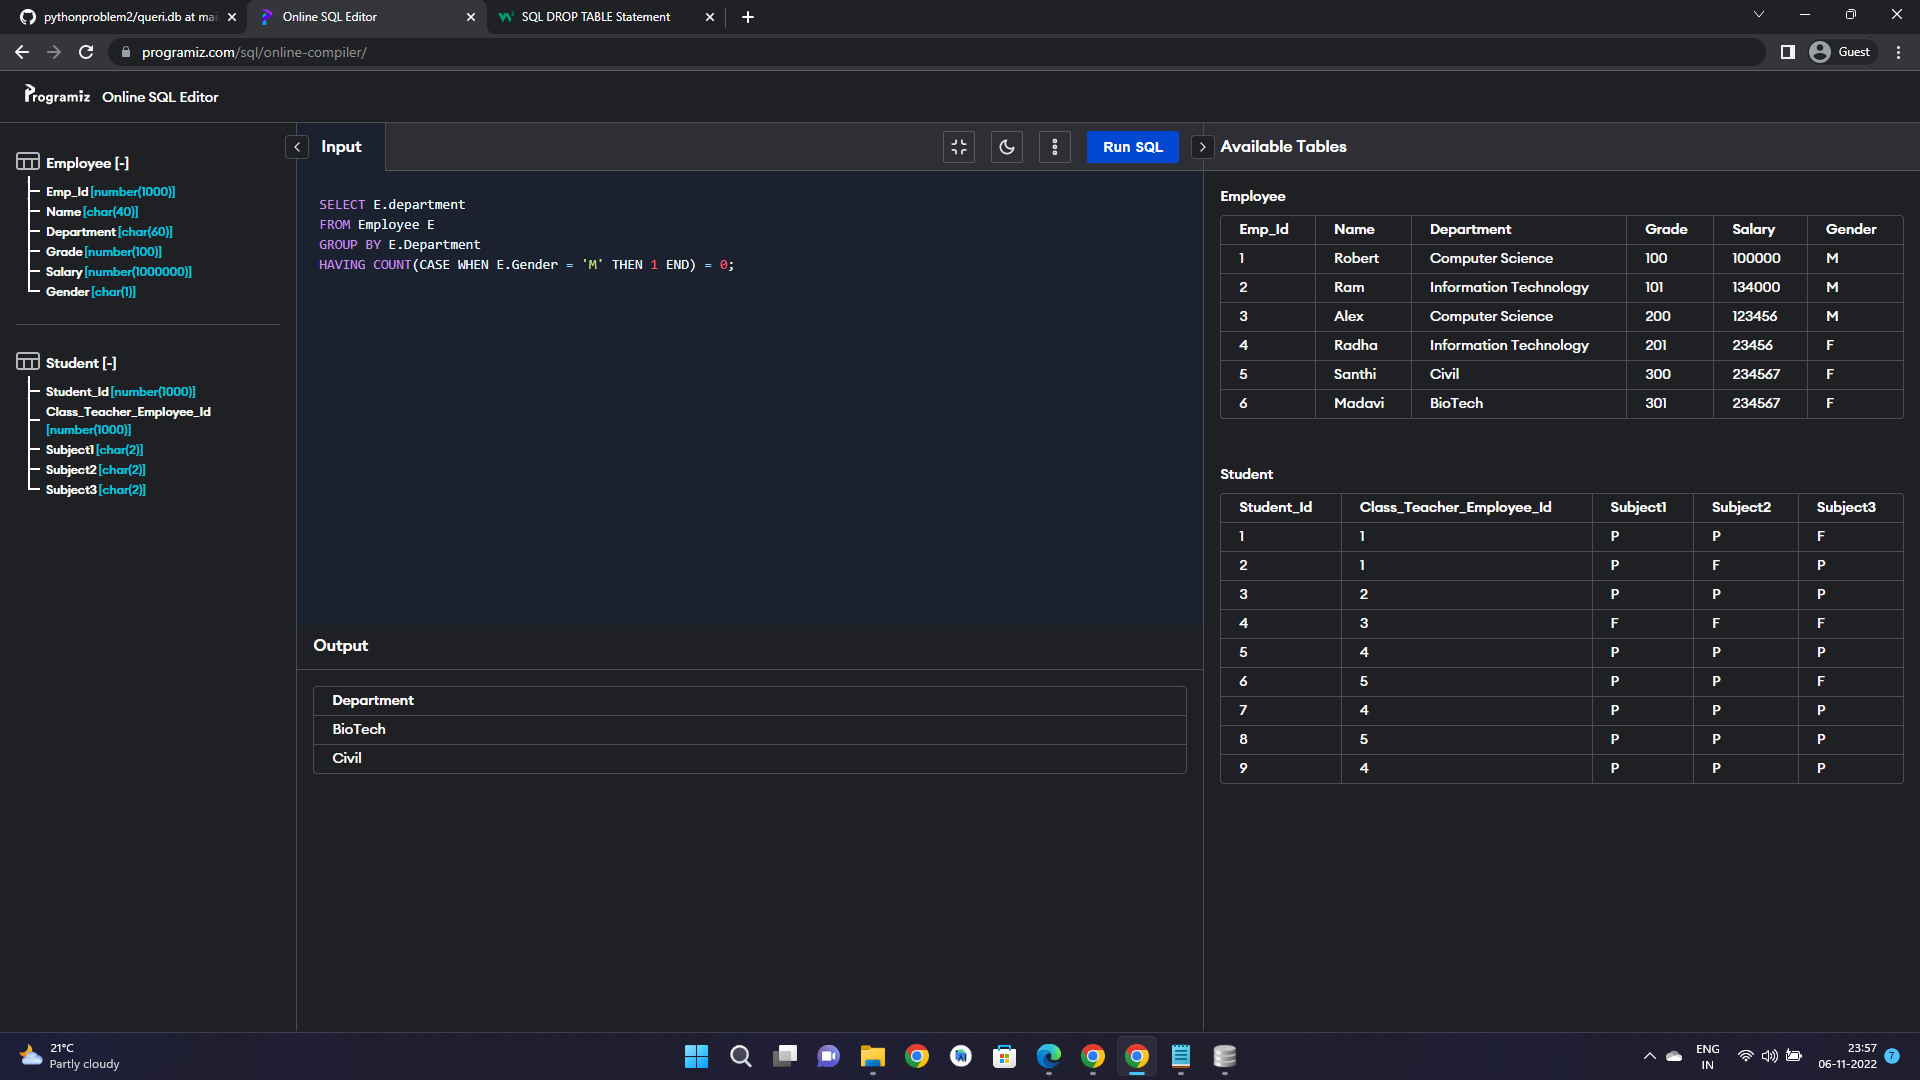 pythonproblem2/queri.db at mai
Online SQL Editor
SQL DROP TABLE Statement
programiz.com/sql/online-compiler/
Guest
Programiz Online SQL Editor
Employee [-]
Emp_Id [number(1000)]
Name [char(40)]
Department [char(60)]
Grade [number(100)]
Salary [number(1000000)]
Gender [char(1)]
Student [-]
Student_Id [number(1000)]
Class_Teacher_Employee_Id
[number(1000)]
Subject1 [char(2)]
Subject2 [char(2)]
Subject3 [char(2)]
Input
Run SQL
SELECT E.department
FROM Employee E
GROUP BY E.Department
HAVING COUNT(CASE WHEN E.Gender = 'M' THEN 1 END) = 0;
Output
Department
BioTech
Civil
Available Tables
Employee
Emp_Id Name Department Grade Salary Gender
1 Robert Computer Science 100 100000 M
2 Ram Information Technology 101 134000 M
3 Alex Computer Science 200 123456 M
4 Radha Information Technology 201 23456 F
5 Santhi Civil 300 234567 F
6 Madavi BioTech 301 234567 F
Student
Student_Id Class_Teacher_Employee_Id Subject1 Subject2 Subject3
1 1 P P F
2 1 P F P
3 2 P P P
4 3 F F F
5 4 P P P
6 5 P P F
7 4 P P P
8 5 P P P
9 4 P P P
21°C
Partly cloudy
ENG
IN
23:57
06-11-2022
7